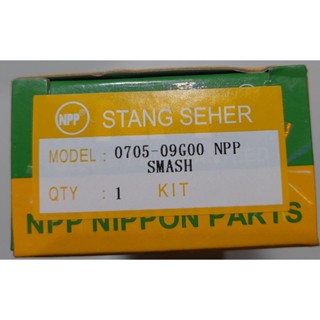 NPP STANG SEHER
MODEL : 0705-09G00 NPP
SMASH
QTY : 1 KIT
NPP NIPPON PARTS